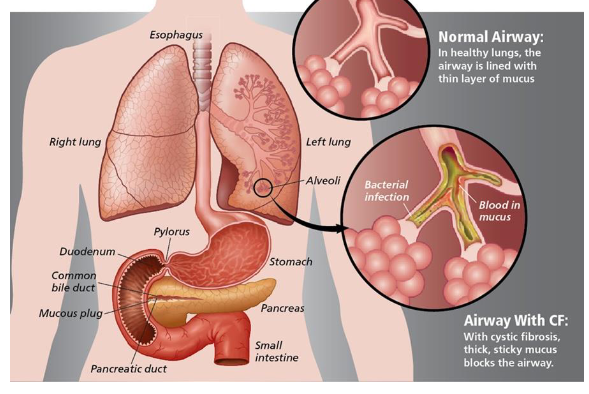 Esophagus
Normal Airway:
In healthy lungs, the
airway is lined with
thin layer of mucus
Right lung
Left lung
Alveoli
Bacterial
infection
Blood in
mucus
Pylorus
Duodenum
Stomach
Common
bile duct
Mucous plug
Pancreas
Airway With CF:
With cystic fibrosis,
thick, sticky mucus
blocks the airway.
Small
intestine
Pancreatic duct